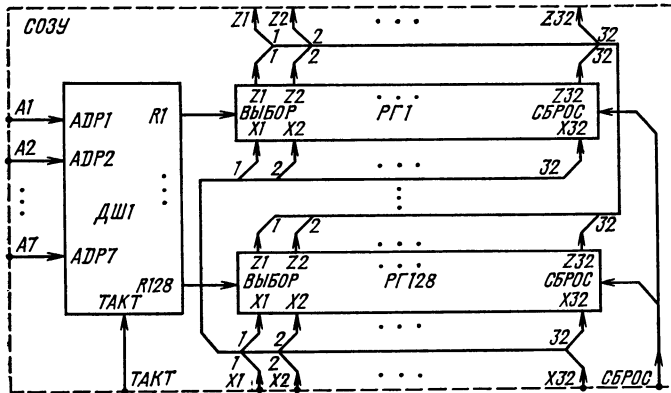 СОЗУ Z1 Z2 . . . Z32
1 2 32
1 2 32
A1 ADP1 R1 Z1 Z2 . . . Z32
ВЫБОР РГ1 СБРОС
X1 X2 . . . X32
A2 ADP2
1 2 32
ДШ1
1 2 32
A7 ADP7 R128 Z1 Z2 . . . Z32
ВЫБОР РГ128 СБРОС
X1 X2 . . . X32
ТАКТ
1 2 32
1 2
ТАКТ X1 X2 . . . X32 СБРОС